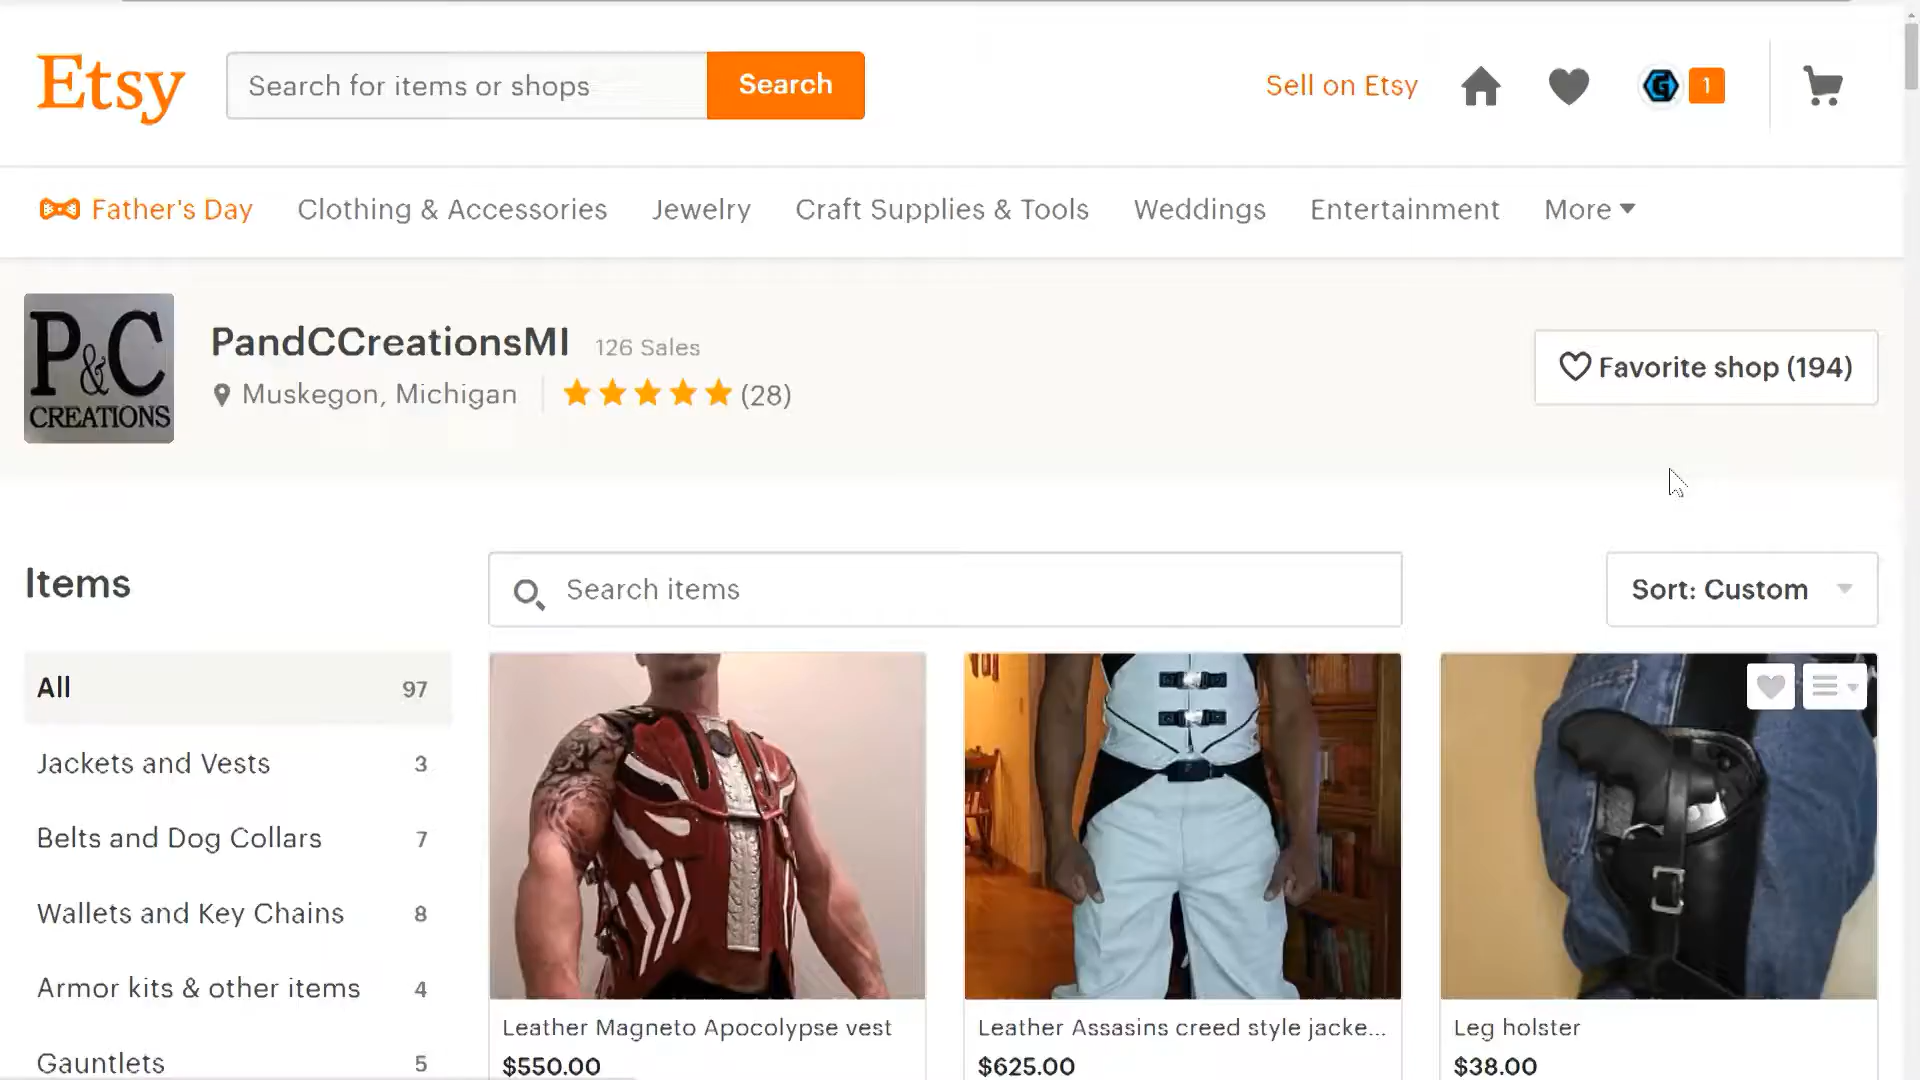 Etsy
Search for items or shops
Search
Sell on Etsy
1
Father's Day
Clothing & Accessories
Jewelry
Craft Supplies & Tools
Weddings
Entertainment
More
P&C
CREATIONS
PandCCreationsMI
126 Sales
Muskegon, Michigan
(28)
Favorite shop (194)
Items
Search items
Sort: Custom
All 97
Jackets and Vests 3
Belts and Dog Collars 7
Wallets and Key Chains 8
Armor kits & other items 4
Gauntlets 5
Leather Magneto Apocolypse vest
$550.00
Leather Assasins creed style jacke...
$625.00
Leg holster
$38.00